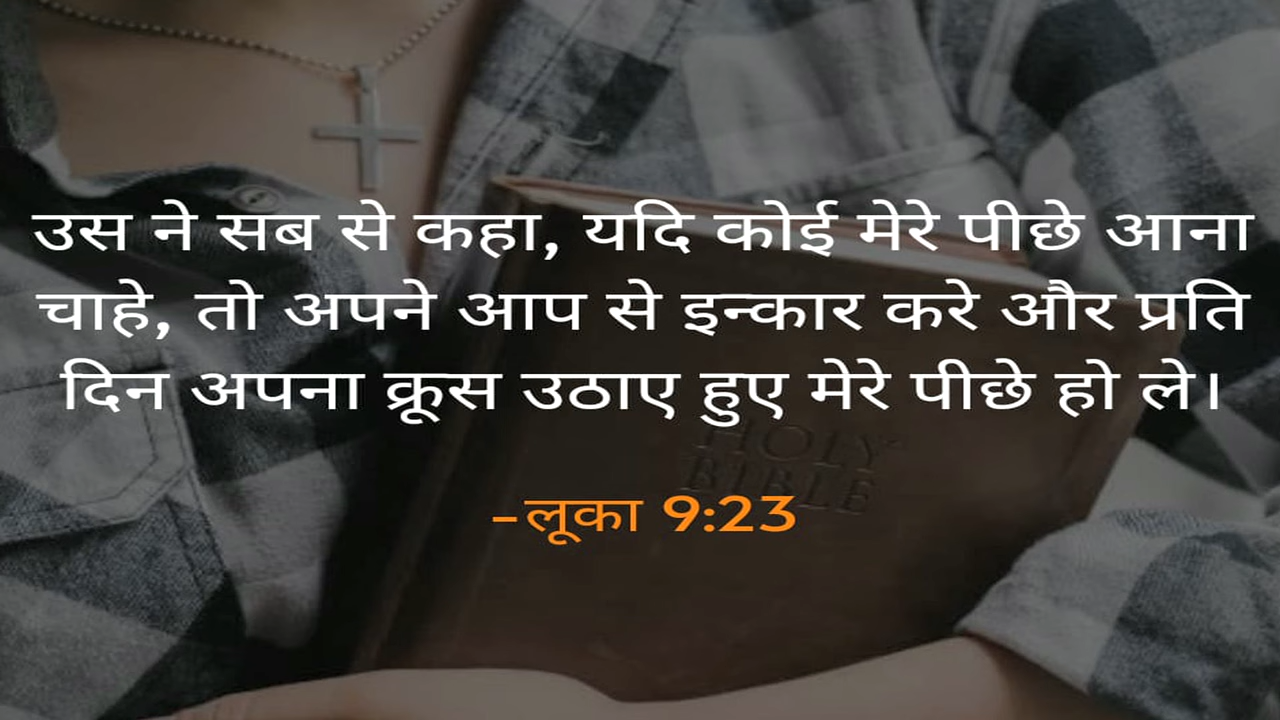 उस ने सब से कहा, यदि कोई मेरे पीछे आना
चाहे, तो अपने आप से इन्कार करे और प्रति
दिन अपना क्रूस उठाए हुए मेरे पीछे हो ले।
HOLY
BIBLE
-लूका 9:23